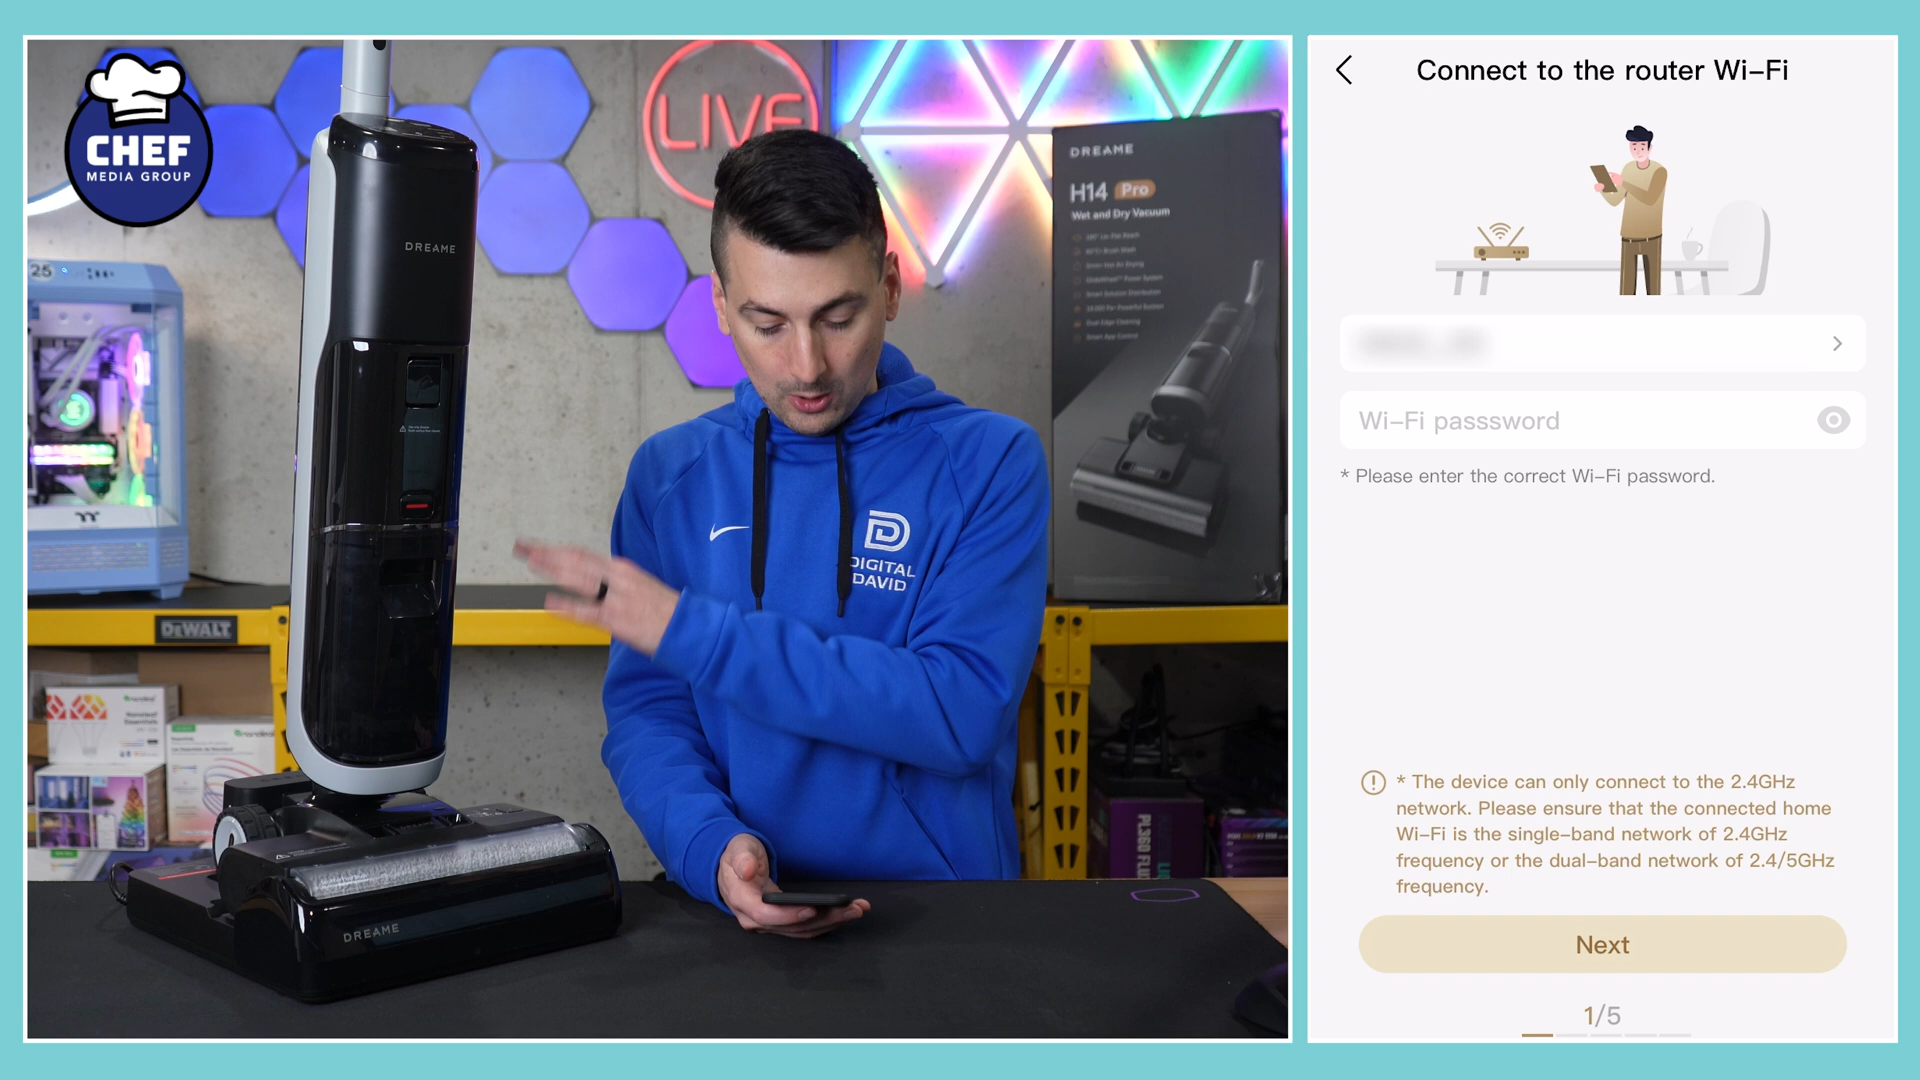 CHEF
MEDIA GROUP
LIVE
25
DREAME
DREAME
H14 Pro
Wet and Dry Vacuum
DIGITAL
DAVID
DEWALT
DREAME
Connect to the router Wi-Fi
Wi-Fi passsword
* Please enter the correct Wi-Fi password.
* The device can only connect to the 2.4GHz
network. Please ensure that the connected home
Wi-Fi is the single-band network of 2.4GHz
frequency or the dual-band network of 2.4/5GHz
frequency.
Next
1/5